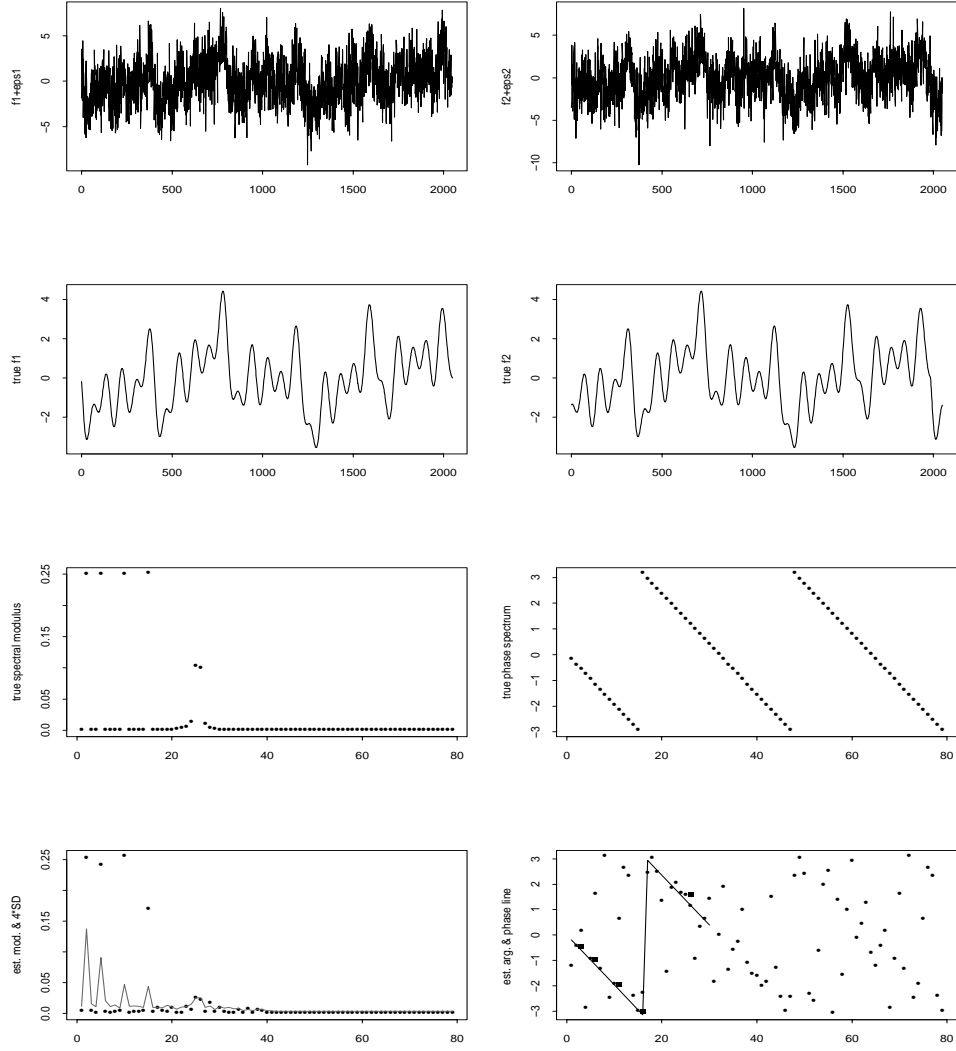 f1+eps1
5
0
-5
0 500 1000 1500 2000
f2+eps2
5
0
-5
-10
0 500 1000 1500 2000
true f1
4
2
0
-2
0 500 1000 1500 2000
true f2
4
2
0
-2
0 500 1000 1500 2000
true spectral modulus
0.25
0.15
0.05
0.0
0 20 40 60 80
true phase spectrum
3
2
1
0
-1
-2
-3
0 20 40 60 80
est. mod. & 4*SD
0.25
0.15
0.05
0.0
0 20 40 60 80
est. arg. & phase line
3
2
1
0
-1
-2
-3
0 20 40 60 80